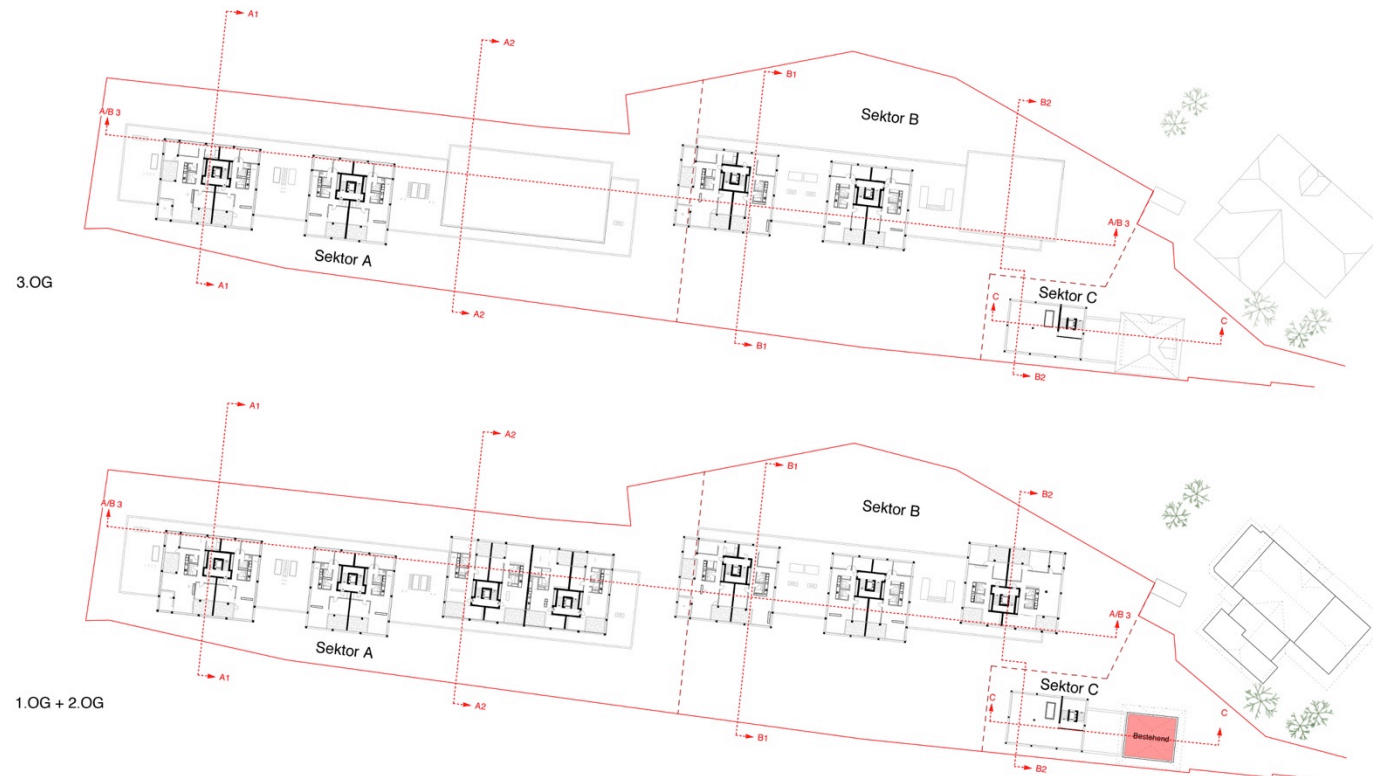 A1
A2
B1
B2
A/B 3
Sektor B
A/B 3
Sektor A
3.OG
Sektor C
C
C
A1
A2
B1
B2
A1
A2
B1
B2
A/B 3
Sektor B
A/B 3
Sektor A
Sektor C
C
C
A1
1.OG + 2.OG
A2
Bestehend
B1
B2